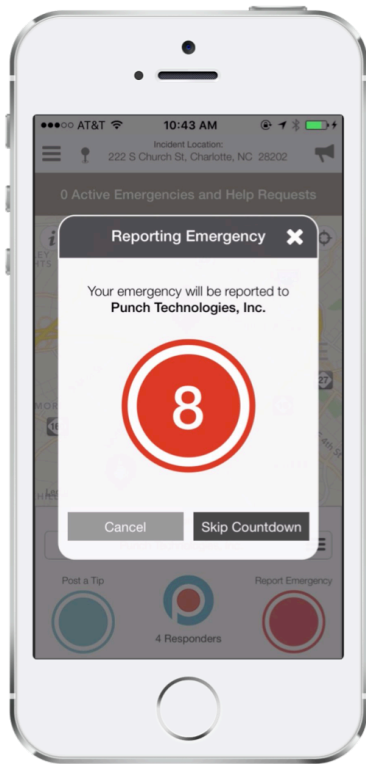 AT&T
10:43 AM
Incident Location:
222 S Church St, Charlotte, NC 28202
0 Active Emergencies and Help Requests
i
Reporting Emergency
Your emergency will be reported to
Punch Technologies, Inc.
8
27
16
Cancel
Skip Countdown
Post a Tip
Report Emergency
4 Responders